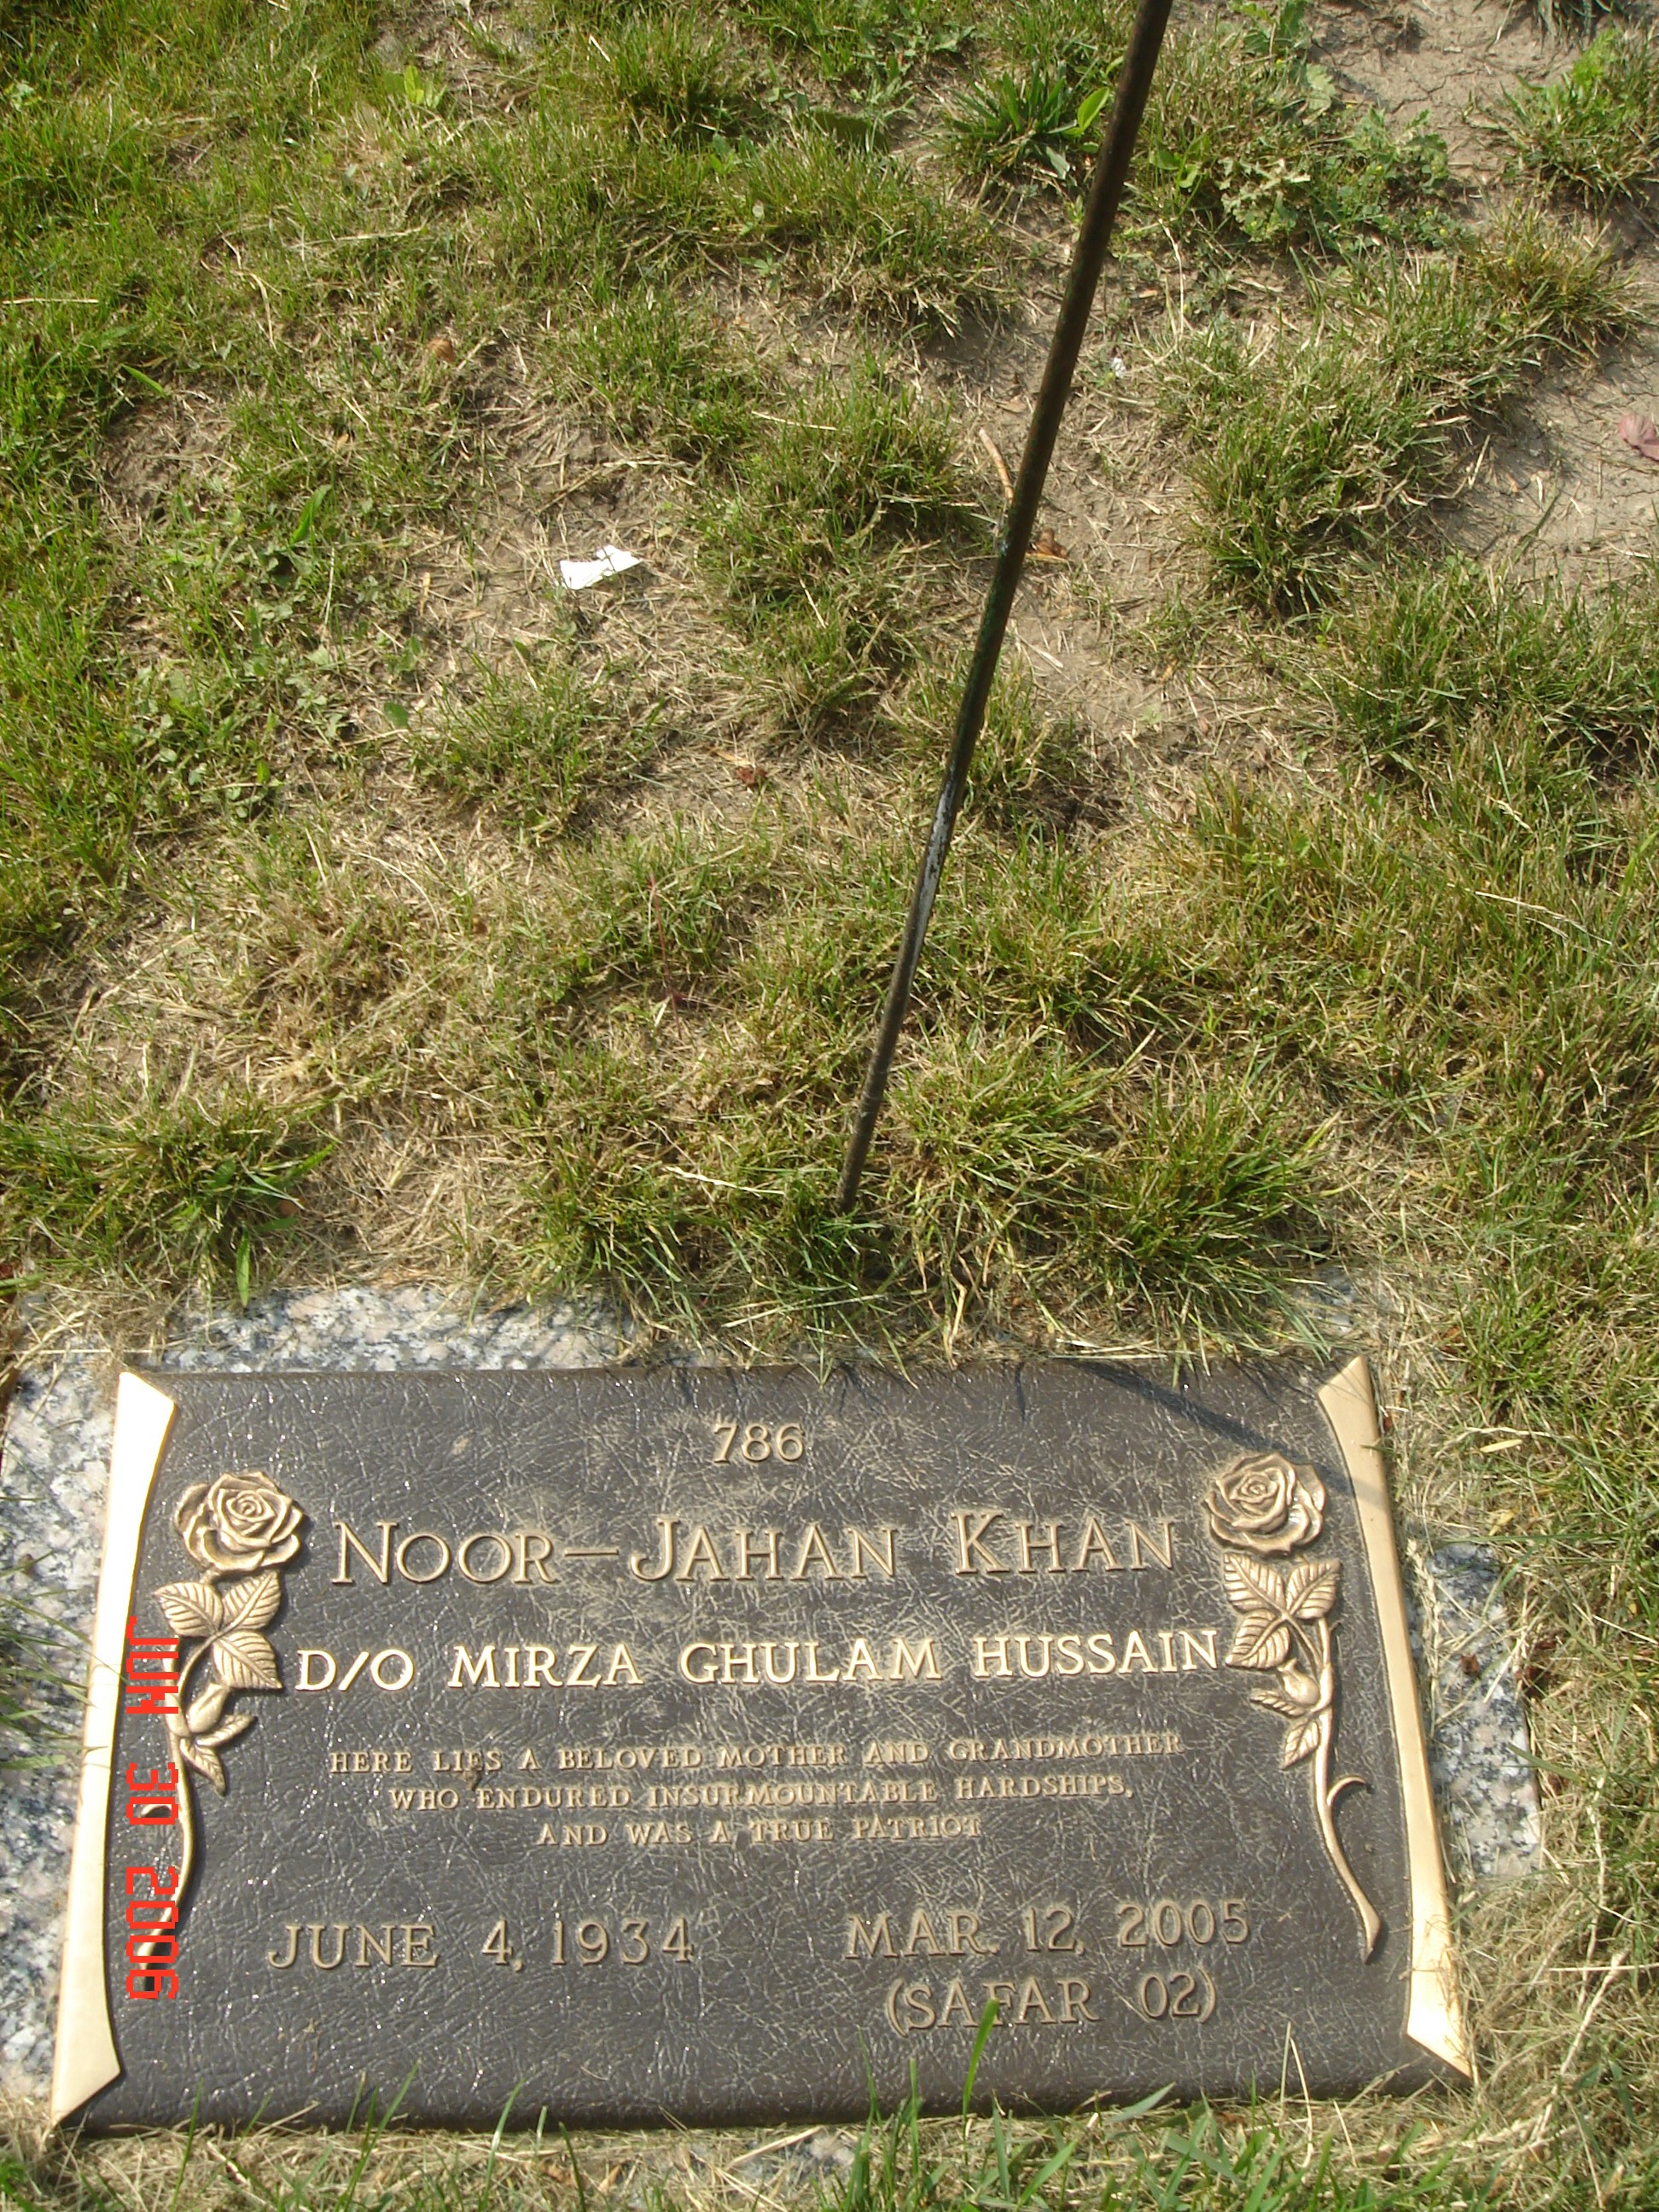 786
NOOR-JAHAN KHAN
D/O MIRZA GHULAM HUSSAIN
HERE LIES A BELOVED MOTHER AND GRANDMOTHER
WHO ENDURED INSURMOUNTABLE HARDSHIPS,
AND WAS A TRUE PATRIOT
JUNE 4, 1934 MAR. 12, 2005
(SAFAR 02)
JUN 30 2006